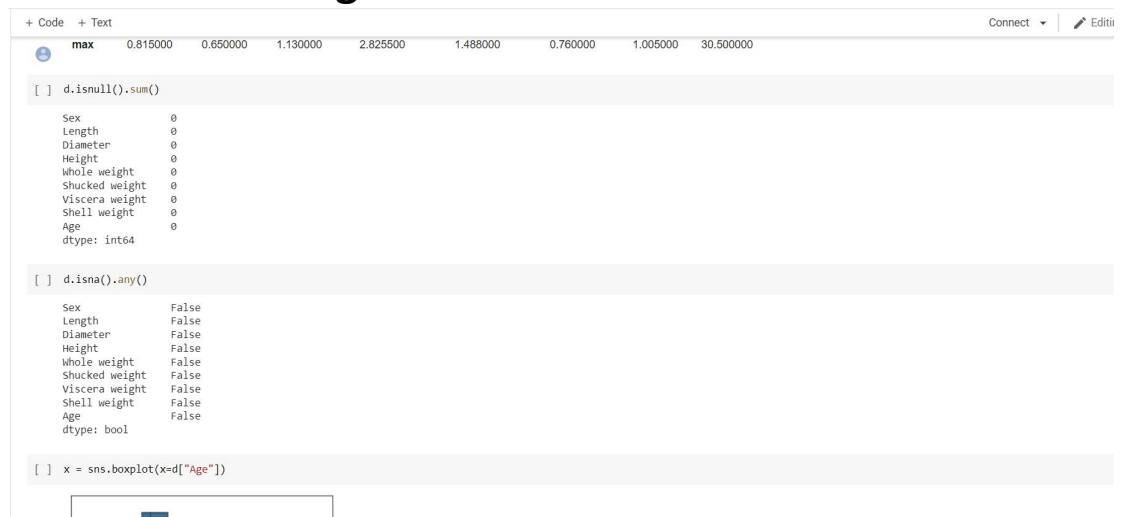 + Code + Text Connect
max 0.815000 0.650000 1.130000 2.825500 1.488000 0.760000 1.005000 30.500000
[ ] d.isnull().sum()
Sex 0
Length 0
Diameter 0
Height 0
Whole weight 0
Shucked weight 0
Viscera weight 0
Shell weight 0
Age 0
dtype: int64
[ ] d.isna().any()
Sex False
Length False
Diameter False
Height False
Whole weight False
Shucked weight False
Viscera weight False
Shell weight False
Age False
dtype: bool
[ ] x = sns.boxplot(x=d["Age"])